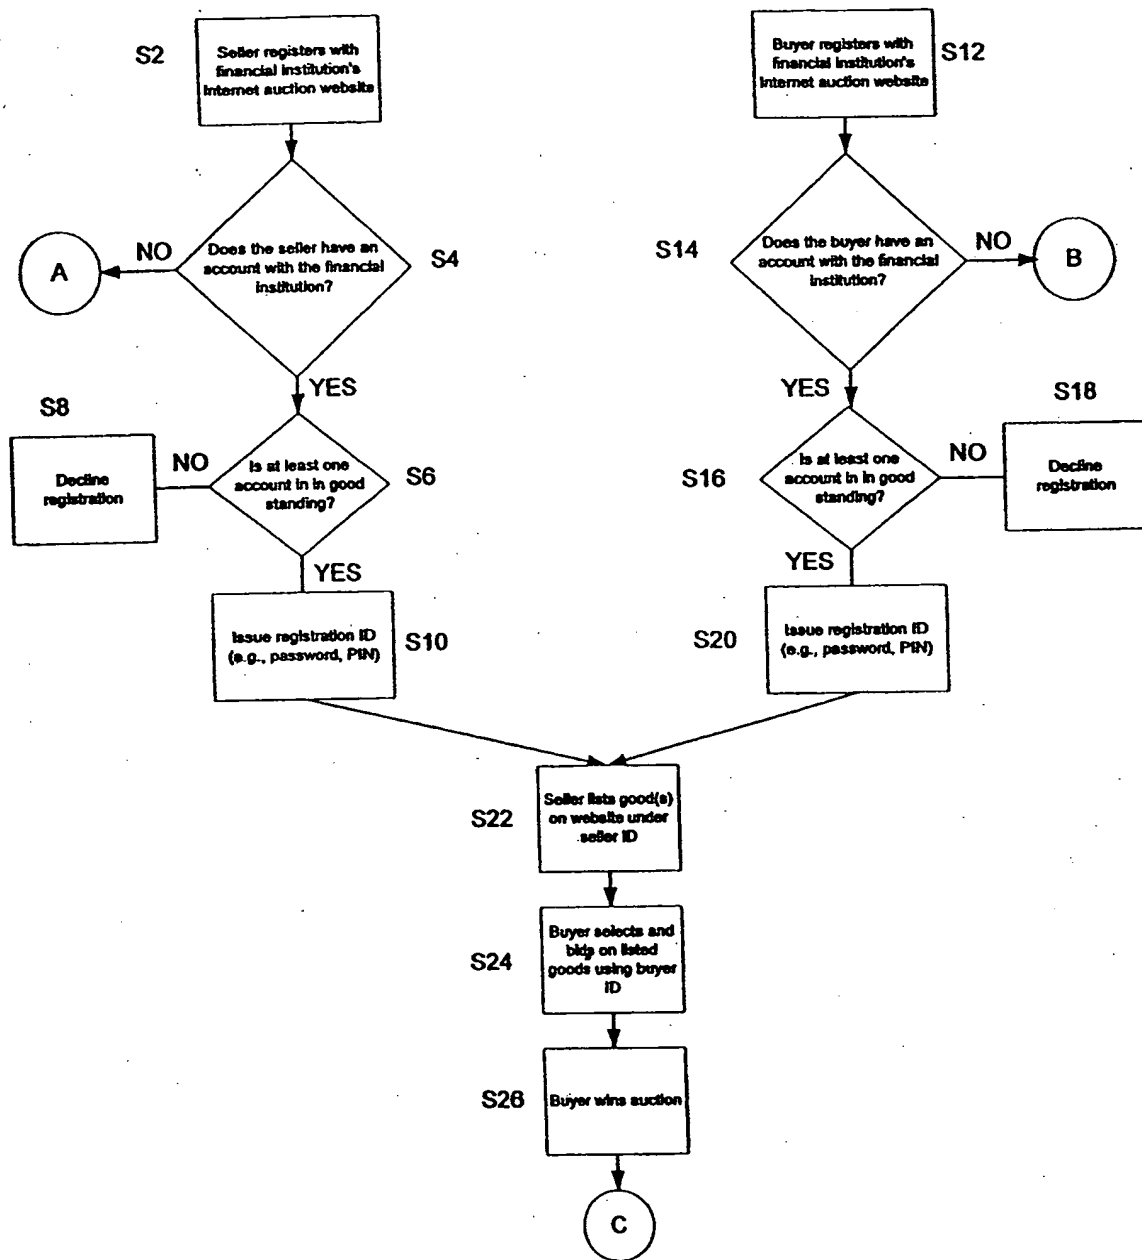 S2
Seller registers with
financial institution's
Internet auction website
Buyer registers with
financial institution's
Internet auction website
S12
A
NO
Does the seller have an
account with the financial
institution?
S4
S14
Does the buyer have an
account with the financial
institution?
NO
B
YES
YES
S8
Decline
registration
NO
Is at least one
account in in good
standing?
S6
S16
Is at least one
account in in good
standing?
NO
S18
Decline
registration
YES
YES
Issue registration ID
(e.g., password, PIN)
S10
S20
Issue registration ID
(e.g., password, PIN)
S22
Seller lists good(s)
on website under
seller ID
S24
Buyer selects and
bids on listed
goods using buyer
ID
S26
Buyer wins auction
C